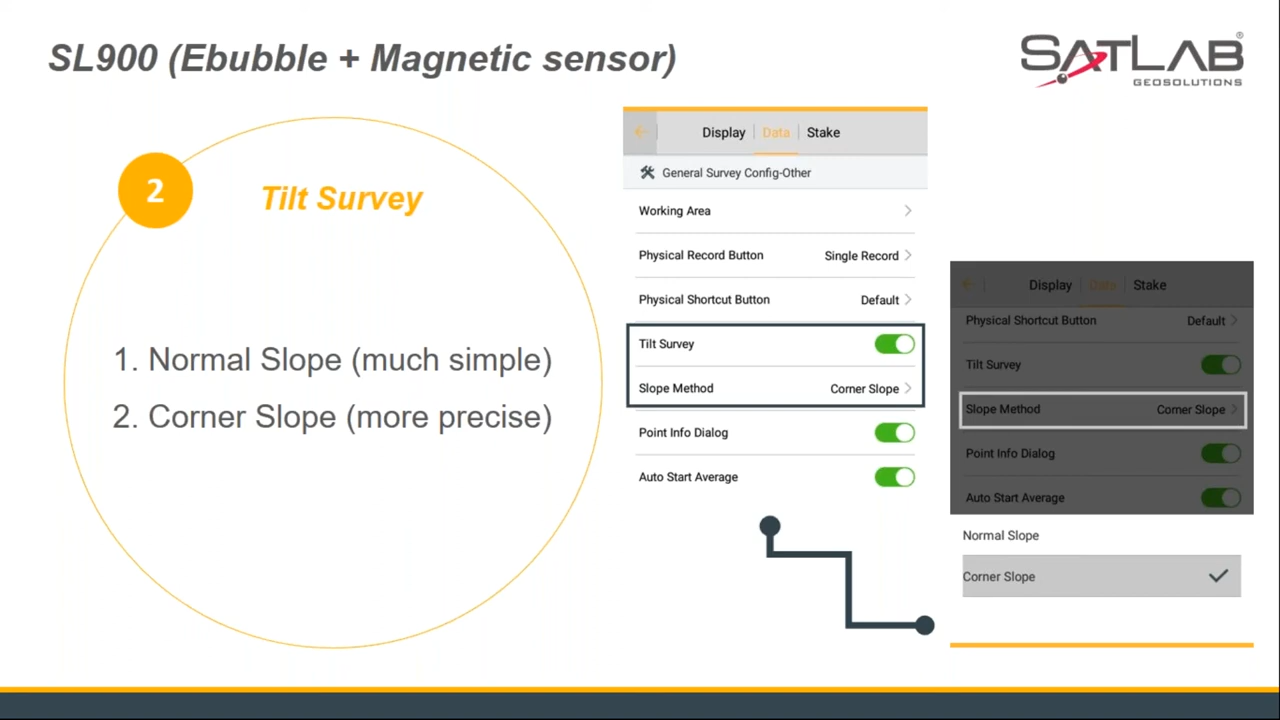 SL900 (Ebubble + Magnetic sensor)
SATLAB®
GEOSOLUTIONS
2
Tilt Survey
1. Normal Slope (much simple)
2. Corner Slope (more precise)
Display Data Stake
General Survey Config-Other
Working Area
Physical Record Button Single Record
Physical Shortcut Button Default
Tilt Survey
Slope Method Corner Slope
Point Info Dialog
Auto Start Average
Display Data Stake
Physical Shortcut Button Default
Tilt Survey
Slope Method Corner Slope
Point Info Dialog
Auto Start Average
Normal Slope
Corner Slope